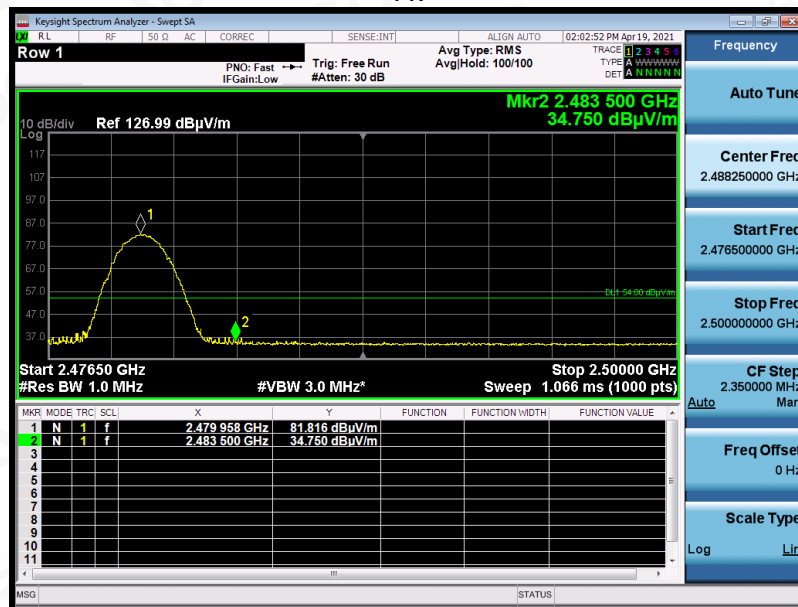 Keysight Spectrum Analyzer - Swept SA
LXI RL RF 50 Ω AC CORREC SENSE:INT ALIGN AUTO 02:02:52 PM Apr 19, 2021
Row 1
PNO: Fast
IFGain:Low
Trig: Free Run
#Atten: 30 dB
Avg Type: RMS
Avg|Hold: 100/100
TRACE 1 2 3 4 5 6
TYPE A WWWWW
DET A N N N N N
Mkr2 2.483 500 GHz
34.750 dBµV/m
10 dB/div Ref 126.99 dBµV/m
Log
117
107
97.0
87.0
77.0
67.0
57.0
47.0
37.0
1
2
DL1 54.00 dBµV/m
Start 2.47650 GHz Stop 2.50000 GHz
#Res BW 1.0 MHz #VBW 3.0 MHz* Sweep 1.066 ms (1000 pts)
MKR MODE TRC SCL X Y FUNCTION FUNCTION WIDTH FUNCTION VALUE
1 N 1 f 2.479 958 GHz 81.816 dBµV/m
2 N 1 f 2.483 500 GHz 34.750 dBµV/m
3
4
5
6
7
8
9
10
11
MSG STATUS
Frequency
Auto Tune
Center Freq
2.488250000 GHz
Start Freq
2.476500000 GHz
Stop Freq
2.500000000 GHz
CF Step
2.350000 MHz
Auto Man
Freq Offset
0 Hz
Scale Type
Log Lin